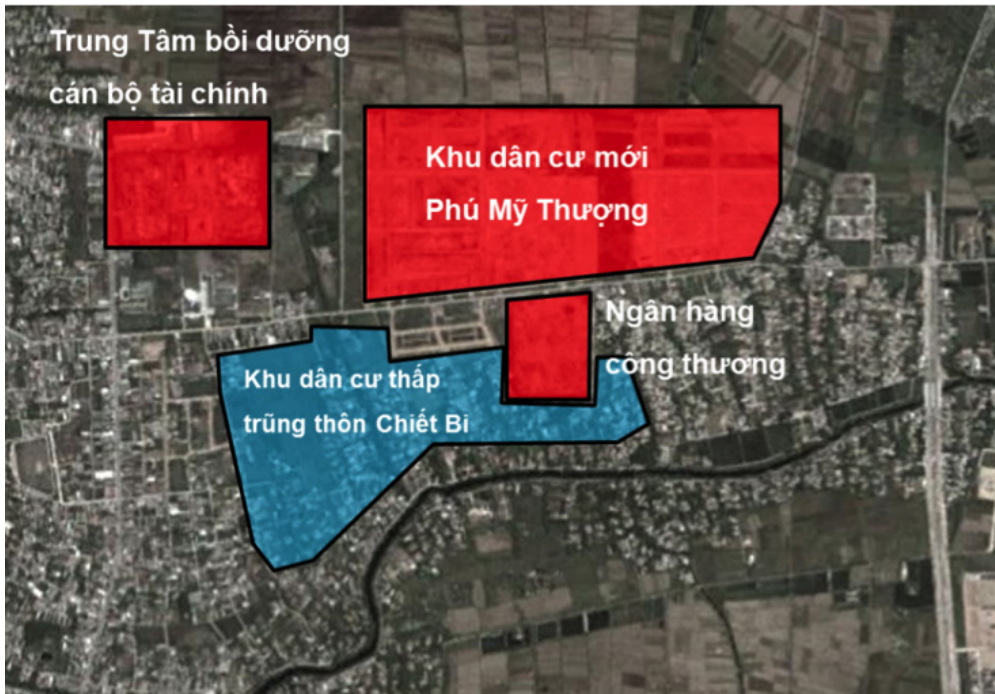 Trung Tâm bồi dưỡng
cán bộ tài chính
Khu dân cư mới
Phú Mỹ Thượng
Ngân hàng
công thương
Khu dân cư thấp
trũng thôn Chiết Bi